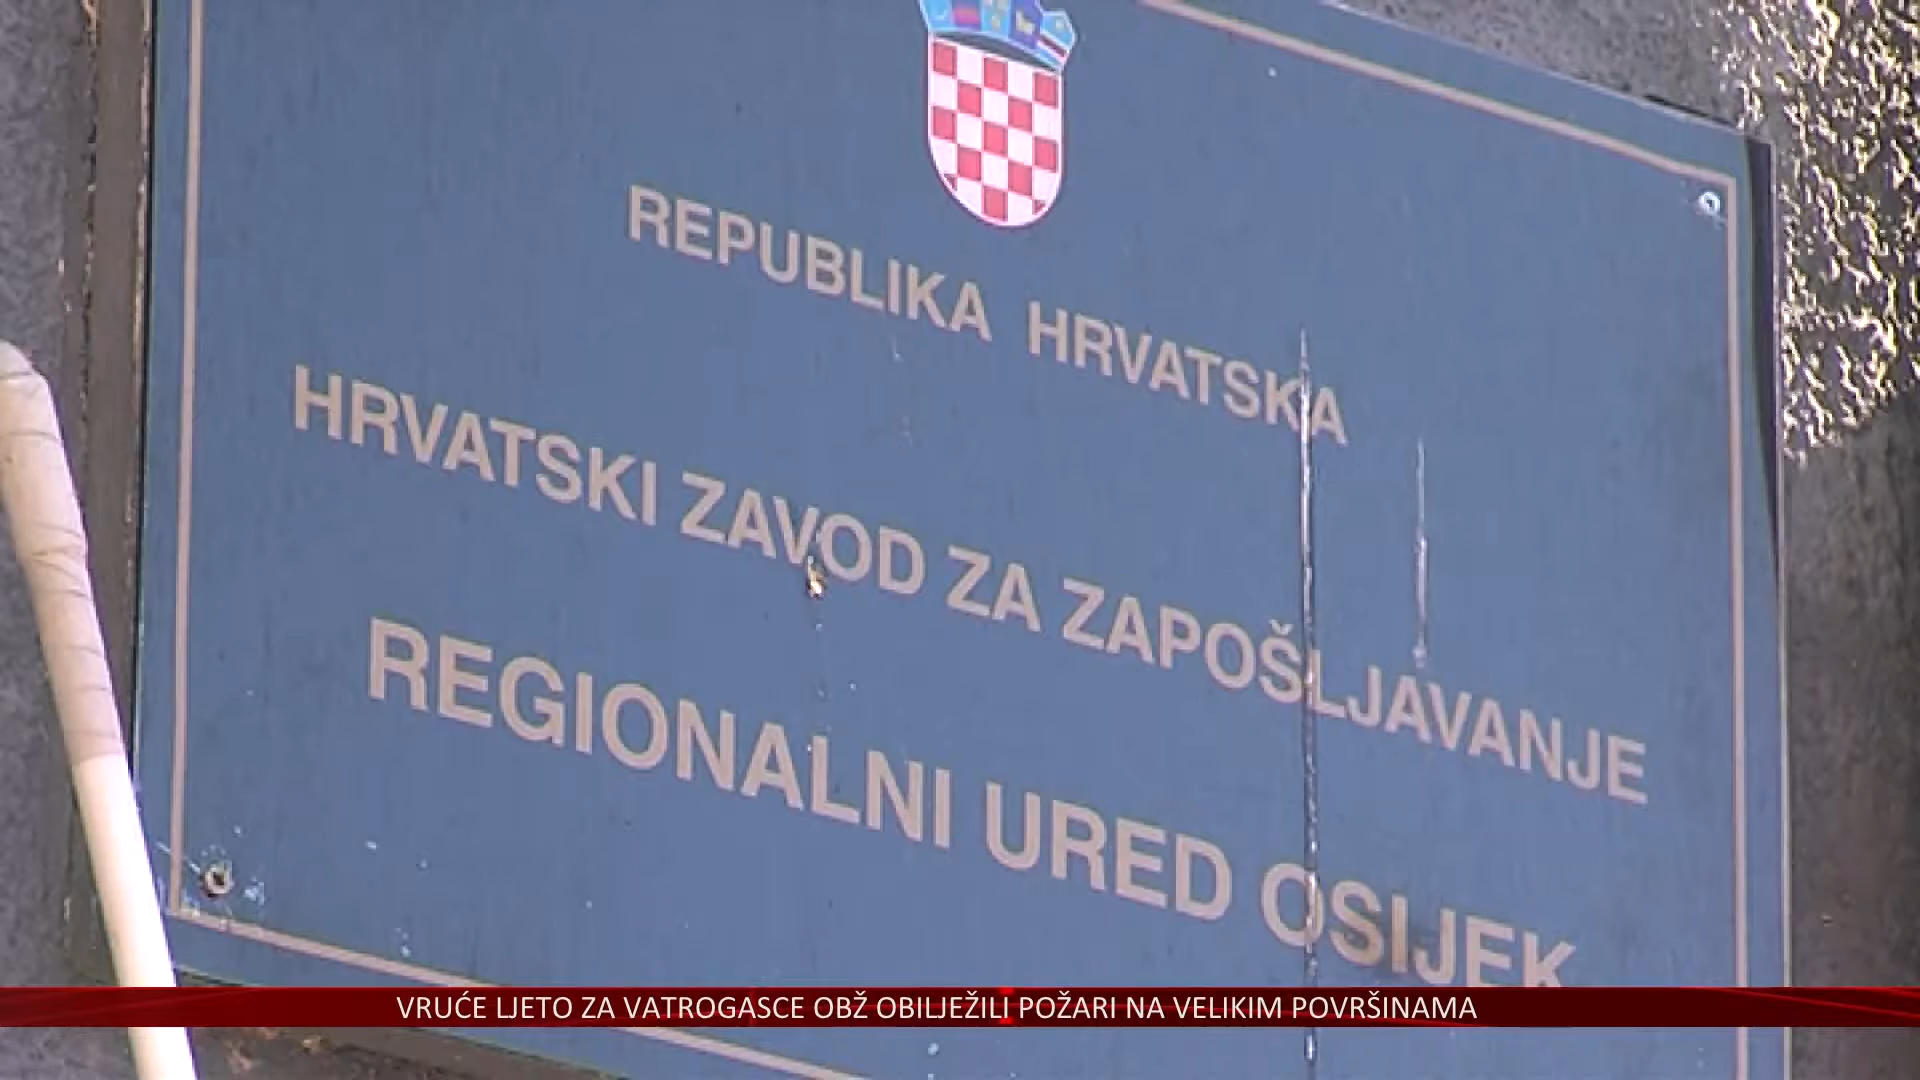 REPUBLIKA HRVATSKA
HRVATSKI ZAVOD ZA ZAPOŠLJAVANJE
REGIONALNI URED OSIJEK
VRUĆE LJETO ZA VATROGASCE OBŽ OBILJEŽILI POŽARI NA VELIKIM POVRŠINAMA